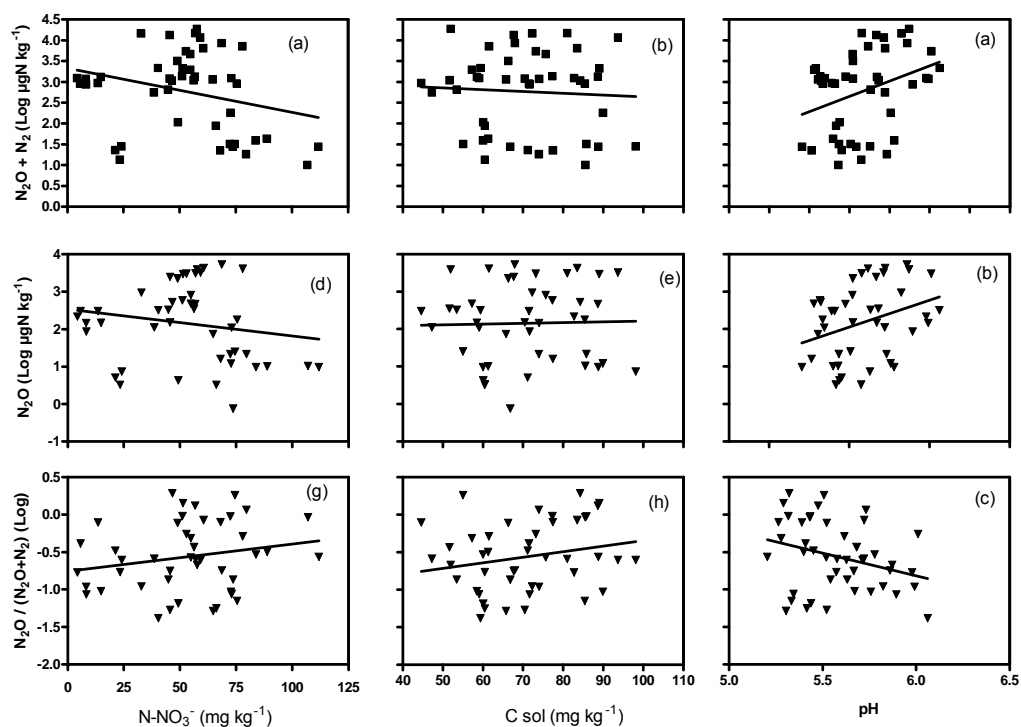 N₂O + N₂ (Log µgN kg⁻¹)
4.5
4.0
3.5
3.0
2.5
2.0
1.5
1.0
0.5
0.0
(a)
(b)
(a)
N₂O (Log µgN kg⁻¹)
4
3
2
1
0
-1
(d)
(e)
(b)
N₂O / (N₂O+N₂) (Log)
0.5
0.0
-0.5
-1.0
-1.5
-2.0
(g)
(h)
(c)
0 25 50 75 100 125
40 50 60 70 80 90 100
5.0 5.5 6.0 6.5
N-NO₃⁻ (mg kg⁻¹)
C sol (mg kg⁻¹)
pH